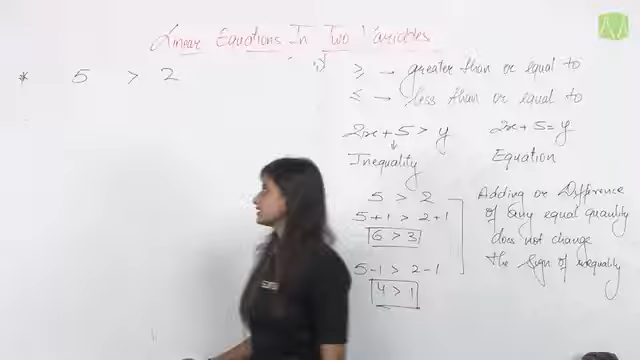 Linear Equations In Two Variables
* 5 > 2
≥ → greater than or equal to
≤ → less than or equal to
2x + 5 > y
Inequality
2x + 5 = y
Equation
5 > 2
5+1 > 2+1
6 > 3
5-1 > 2-1
4 > 1
Adding or Difference
of any equal quantity
does not change
the sign of inequality